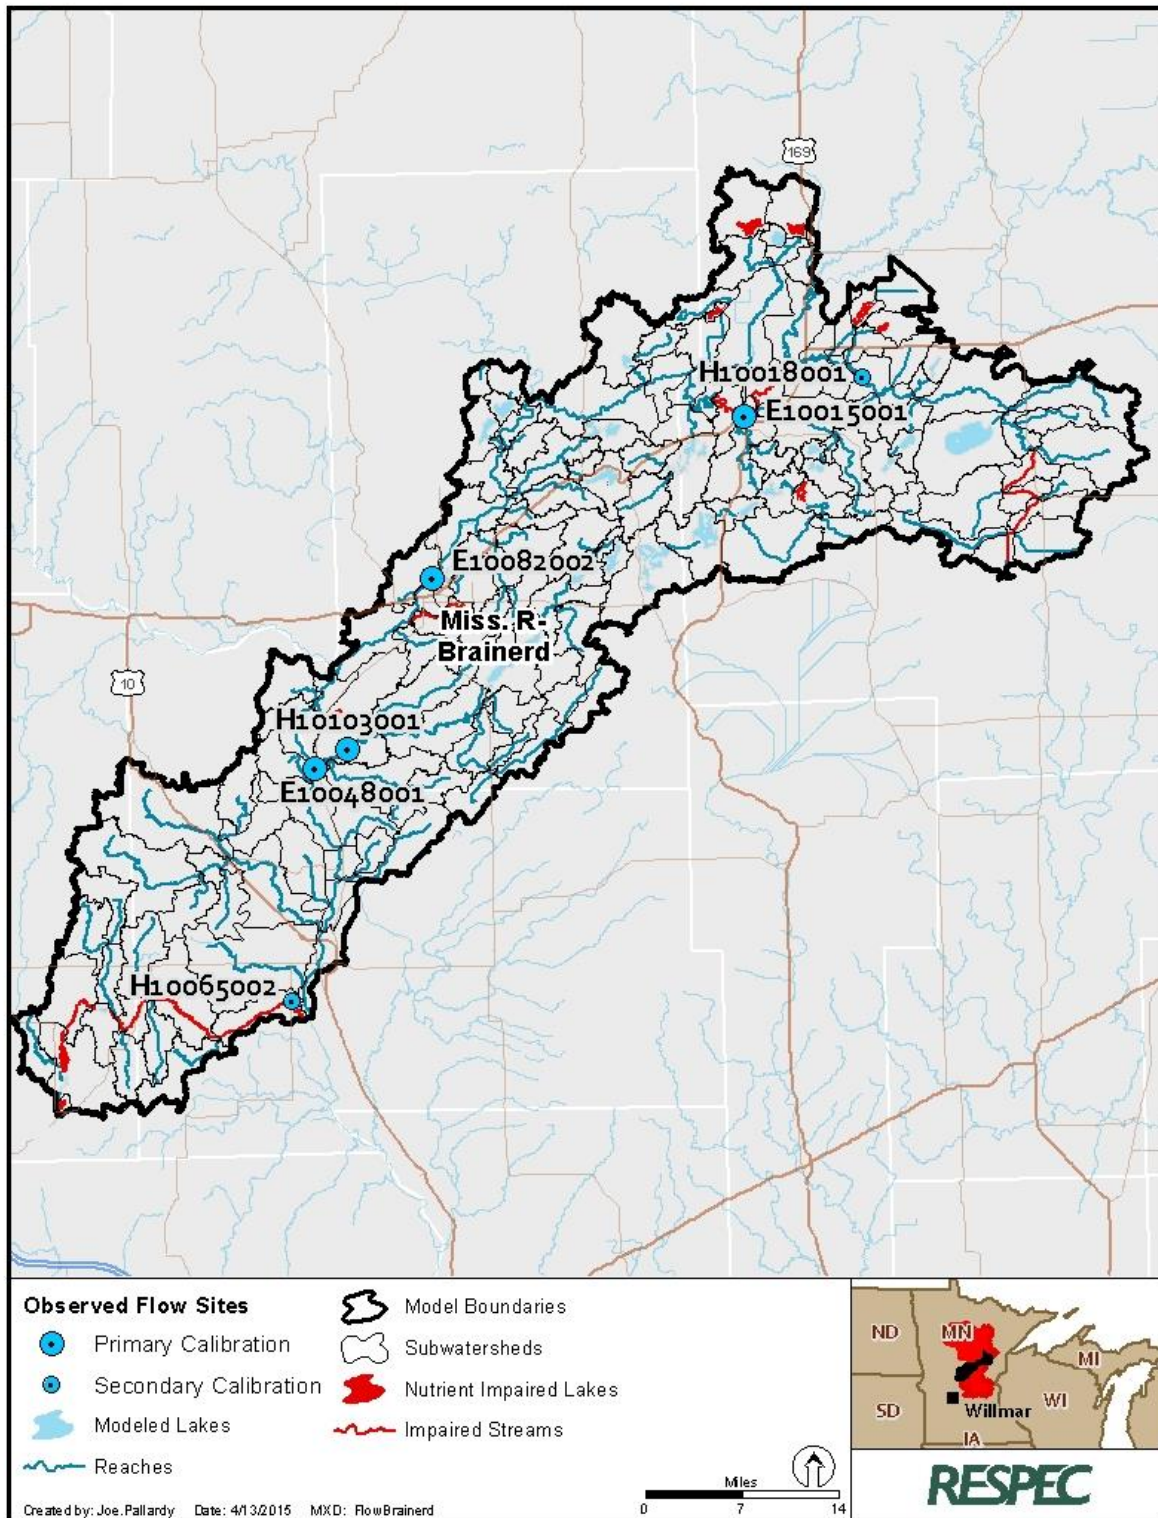 169
H10018001
E10015001
E10082002
Miss. R-
Brainerd
10
H10103001
E10048001
H10065002
Observed Flow Sites
Primary Calibration
Secondary Calibration
Modeled Lakes
Reaches
Model Boundaries
Subwatersheds
Nutrient Impaired Lakes
Impaired Streams
Miles
0 7 14
Created by: Joe.Pallardy Date: 4/13/2015 MXD: FlowBrainerd
ND
MN
MI
SD
WI
Willmar
IA
RESPEC